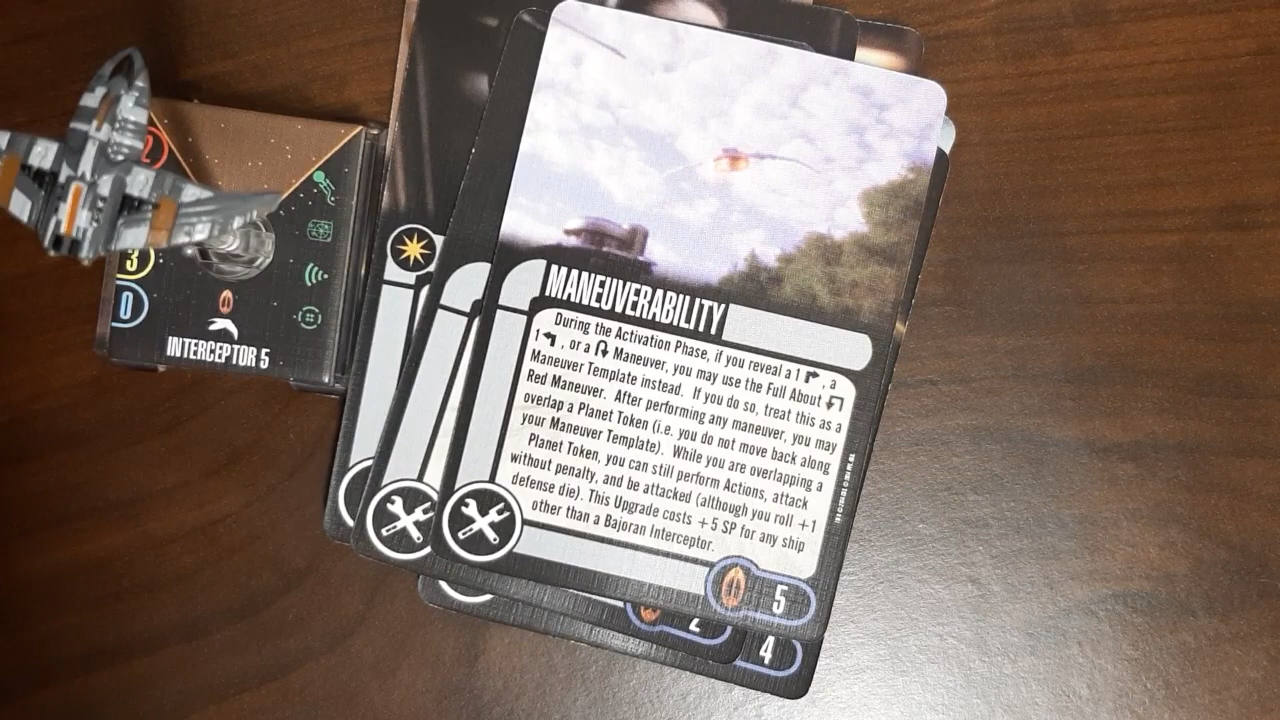 2
3
0
INTERCEPTOR 5
MANEUVERABILITY
During the Activation Phase, if you reveal a 1 , a
1 , or a Maneuver, you may use the Full About
Maneuver Template instead. If you do so, treat this as a
Red Maneuver. After performing any maneuver, you may
overlap a Planet Token (i.e. you do not move back along
your Maneuver Template). While you are overlapping a
Planet Token, you can still perform Actions, attack
without penalty, and be attacked (although you roll +1
defense die). This Upgrade costs +5 SP for any ship
other than a Bajoran Interceptor.
5
2
4